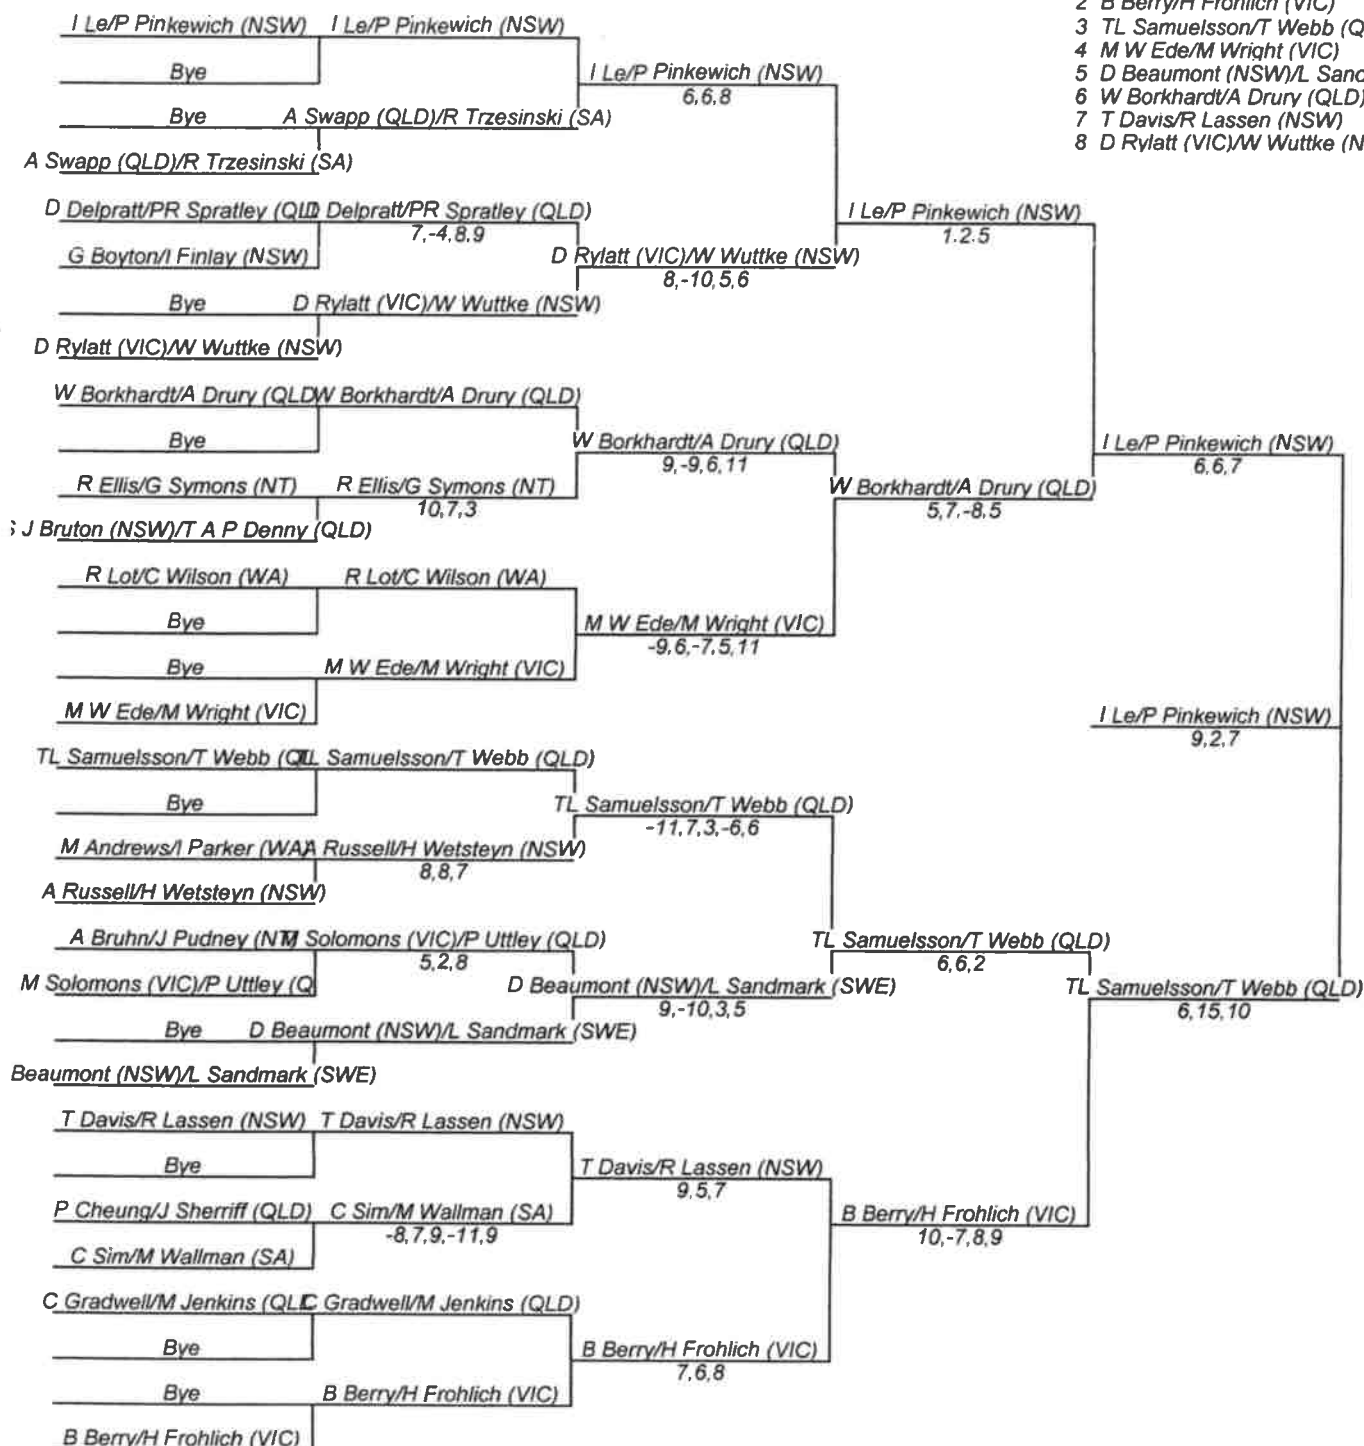 2 B Berry/H Frohlich (VIC)
3 TL Samuelsson/T Webb (Q
4 M W Ede/M Wright (VIC)
5 D Beaumont (NSW)/L Sand
6 W Borkhardt/A Drury (QLD)
7 T Davis/R Lassen (NSW)
8 D Rylatt (VIC)/W Wuttke (N
I Le/P Pinkewich (NSW) I Le/P Pinkewich (NSW)
Bye
I Le/P Pinkewich (NSW)
6,6,8
Bye A Swapp (QLD)/R Trzesinski (SA)
A Swapp (QLD)/R Trzesinski (SA)
I Le/P Pinkewich (NSW)
1,2,5
D Delpratt/PR Spratley (QLD Delpratt/PR Spratley (QLD)
7,-4,8,9
G Boyton/I Finlay (NSW)
D Rylatt (VIC)/W Wuttke (NSW)
8,-10,5,6
Bye D Rylatt (VIC)/W Wuttke (NSW)
D Rylatt (VIC)/W Wuttke (NSW)
W Borkhardt/A Drury (QLD W Borkhardt/A Drury (QLD)
Bye
W Borkhardt/A Drury (QLD)
9,-9,6,11
I Le/P Pinkewich (NSW)
6,6,7
R Ellis/G Symons (NT) R Ellis/G Symons (NT)
10,7,3
W Borkhardt/A Drury (QLD)
5,7,-8,5
J Bruton (NSW)/T A P Denny (QLD)
R Lot/C Wilson (WA) R Lot/C Wilson (WA)
Bye
M W Ede/M Wright (VIC)
-9,6,-7,5,11
Bye M W Ede/M Wright (VIC)
M W Ede/M Wright (VIC)
I Le/P Pinkewich (NSW)
9,2,7
TL Samuelsson/T Webb (QL TL Samuelsson/T Webb (QLD)
Bye
TL Samuelsson/T Webb (QLD)
-11,7,3,-6,6
M Andrews/I Parker (WA) A Russell/H Wetsteyn (NSW)
8,8,7
A Russell/H Wetsteyn (NSW)
A Bruhn/J Pudney (NT M Solomons (VIC)/P Uttley (QLD)
5,2,8
TL Samuelsson/T Webb (QLD)
6,6,2
M Solomons (VIC)/P Uttley (Q
D Beaumont (NSW)/L Sandmark (SWE)
9,-10,3,5
TL Samuelsson/T Webb (QLD)
6,15,10
Bye D Beaumont (NSW)/L Sandmark (SWE)
Beaumont (NSW)/L Sandmark (SWE)
T Davis/R Lassen (NSW) T Davis/R Lassen (NSW)
Bye
T Davis/R Lassen (NSW)
9,5,7
P Cheung/J Sherriff (QLD) C Sim/M Wallman (SA)
-8,7,9,-11,9
B Berry/H Frohlich (VIC)
10,-7,8,9
C Sim/M Wallman (SA)
C Gradwell/M Jenkins (QL C Gradwell/M Jenkins (QLD)
Bye
B Berry/H Frohlich (VIC)
7,6,8
Bye B Berry/H Frohlich (VIC)
B Berry/H Frohlich (VIC)